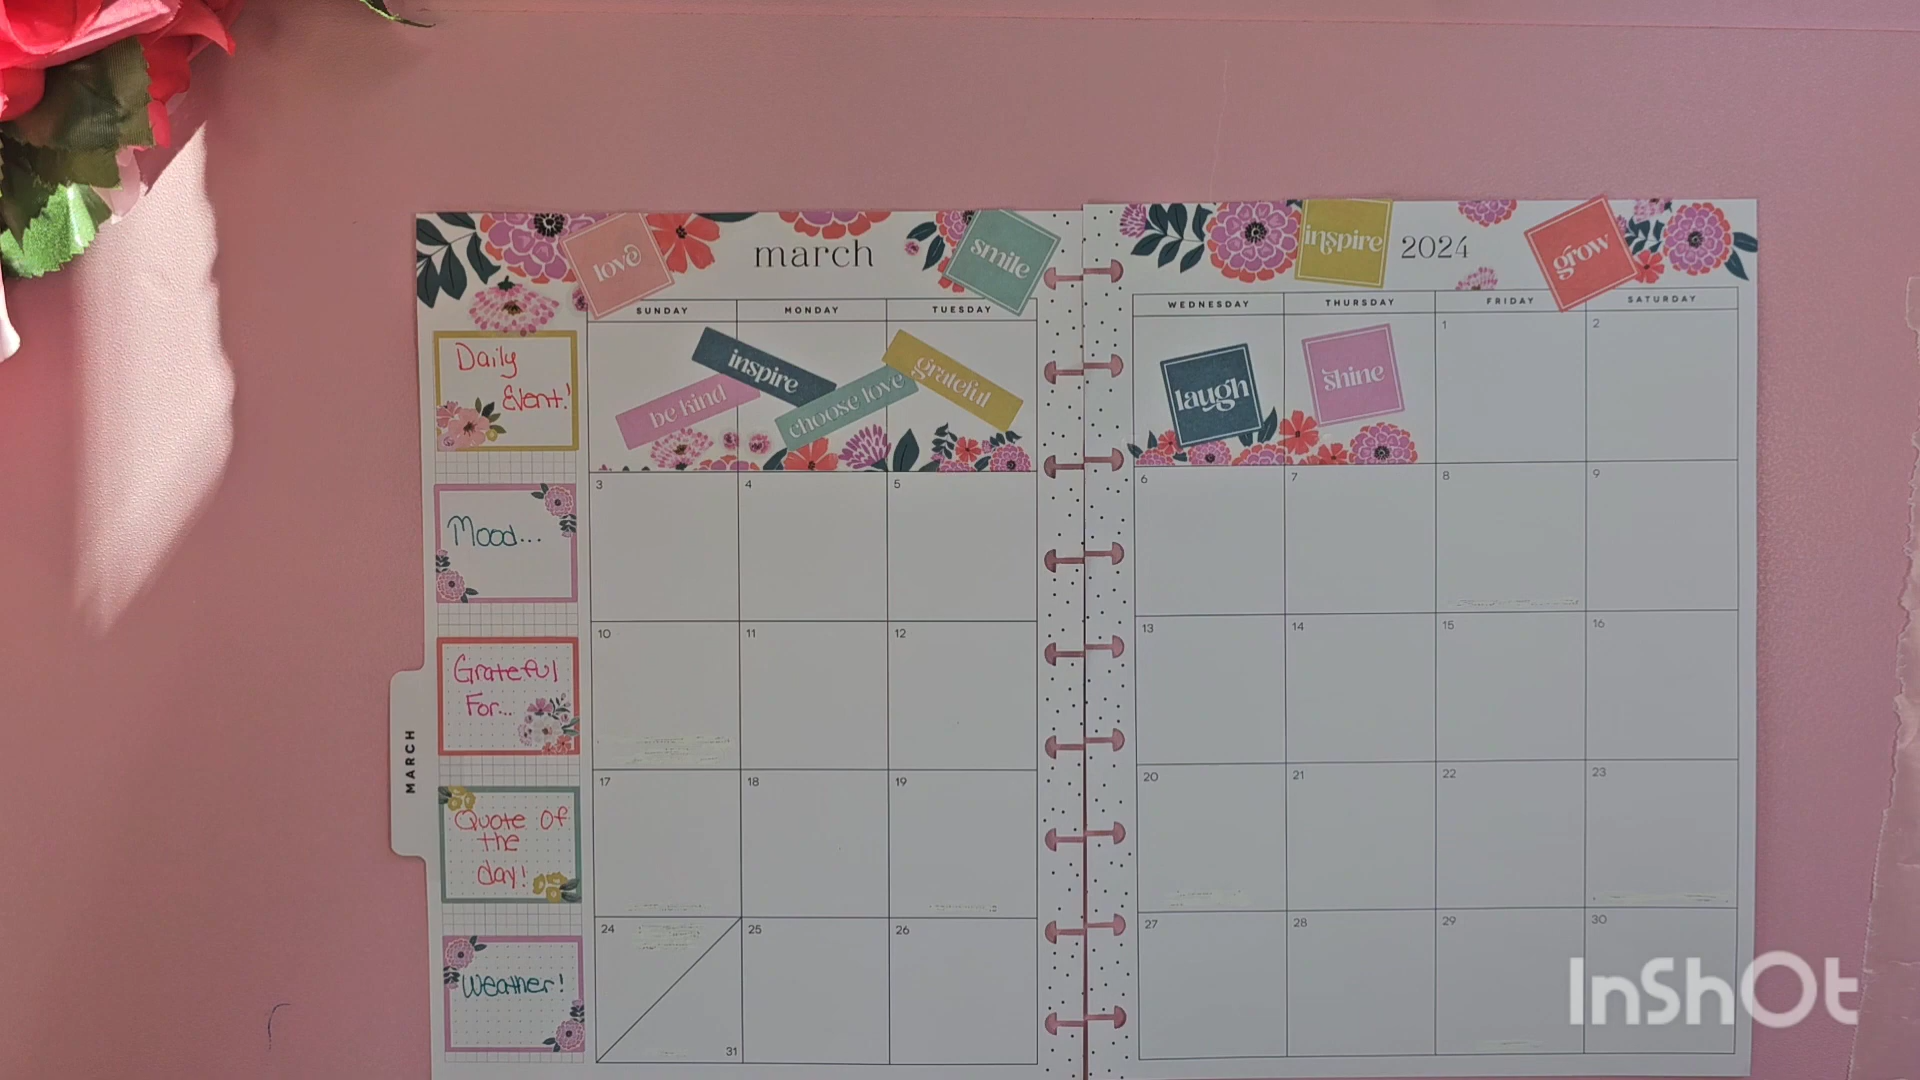 love
march
smile
inspire
2024
grow
SUNDAY MONDAY TUESDAY WEDNESDAY THURSDAY FRIDAY SATURDAY
Daily
Event!
be kind
inspire
choose love
grateful
laugh
shine
1 2
Mood...
3 4 5 6 7 8 9
Grateful
For...
10 11 12 13 14 15 16
MARCH
Quote of
the
day!
17 18 19 20 21 22 23
Weather!
24 25 26 27 28 29 30
31
InShOt